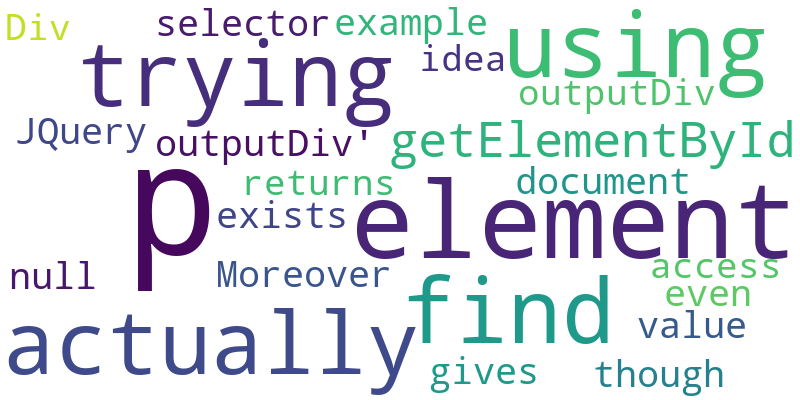 Div
selector
example
using
trying
idea
outputDiv
JQuery
outputDiv'
getElementById
p
returns
document
exists
element
null
Moreover
access
even
actually
find
value
gives
though